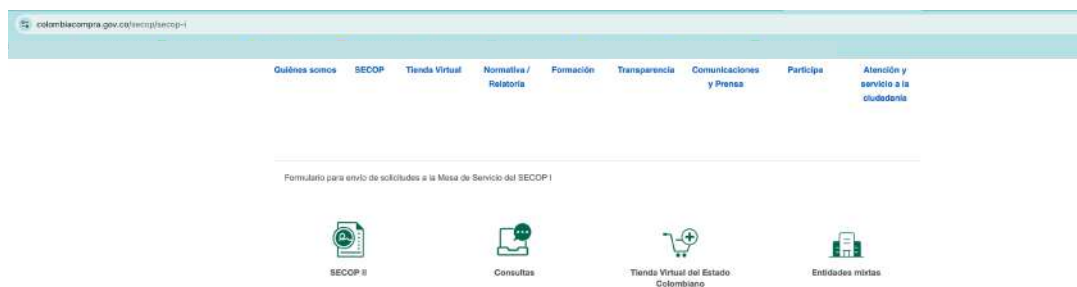 colombiacompra.gov.co/secop/secop-i
Quiénes somos SECOP Tienda Virtual Normativa / Formación Transparencia Comunicaciones Participa Atención y
Relatoría y Prensa servicio a la
ciudadanía
Formulario para envío de solicitudes a la Mesa de Servicio del SECOP I
SECOP II Consultas Tienda Virtual del Estado Entidades mixtas
Colombiano